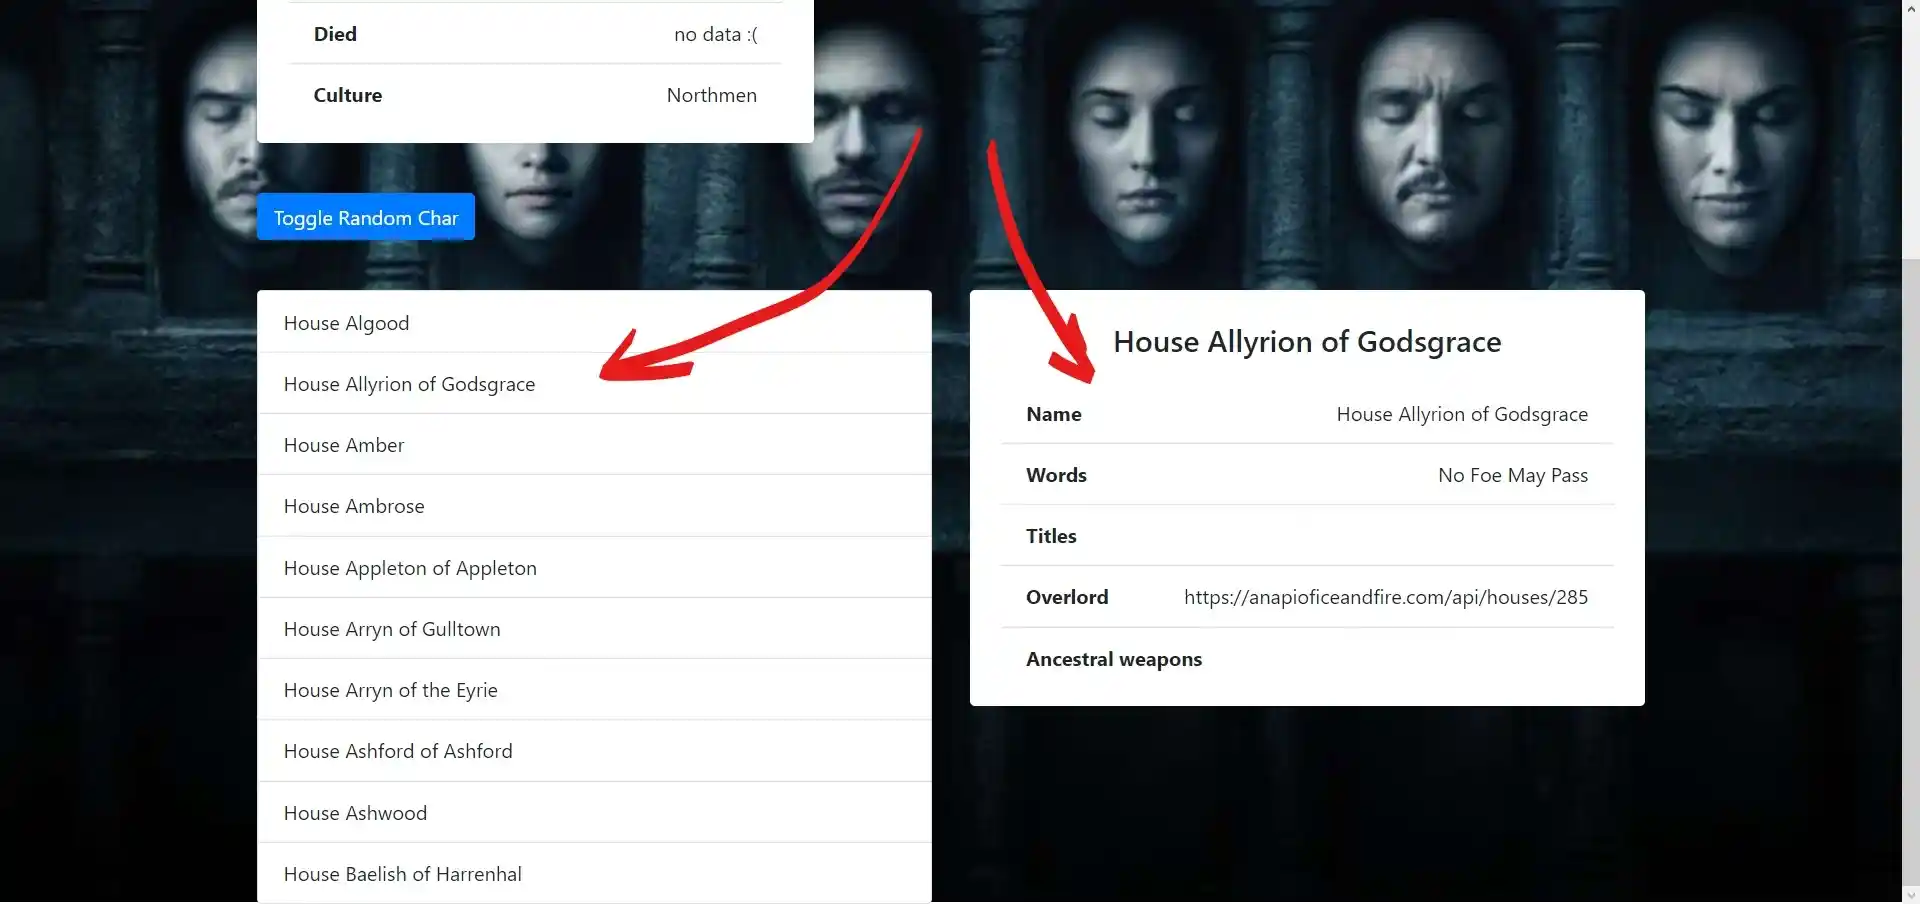 Died no data :(
Culture Northmen
Toggle Random Char
House Algood
House Allyrion of Godsgrace
House Amber
House Ambrose
House Appleton of Appleton
House Arryn of Gulltown
House Arryn of the Eyrie
House Ashford of Ashford
House Ashwood
House Baelish of Harrenhal
House Allyrion of Godsgrace
Name House Allyrion of Godsgrace
Words No Foe May Pass
Titles
Overlord https://anapioficeandfire.com/api/houses/285
Ancestral weapons